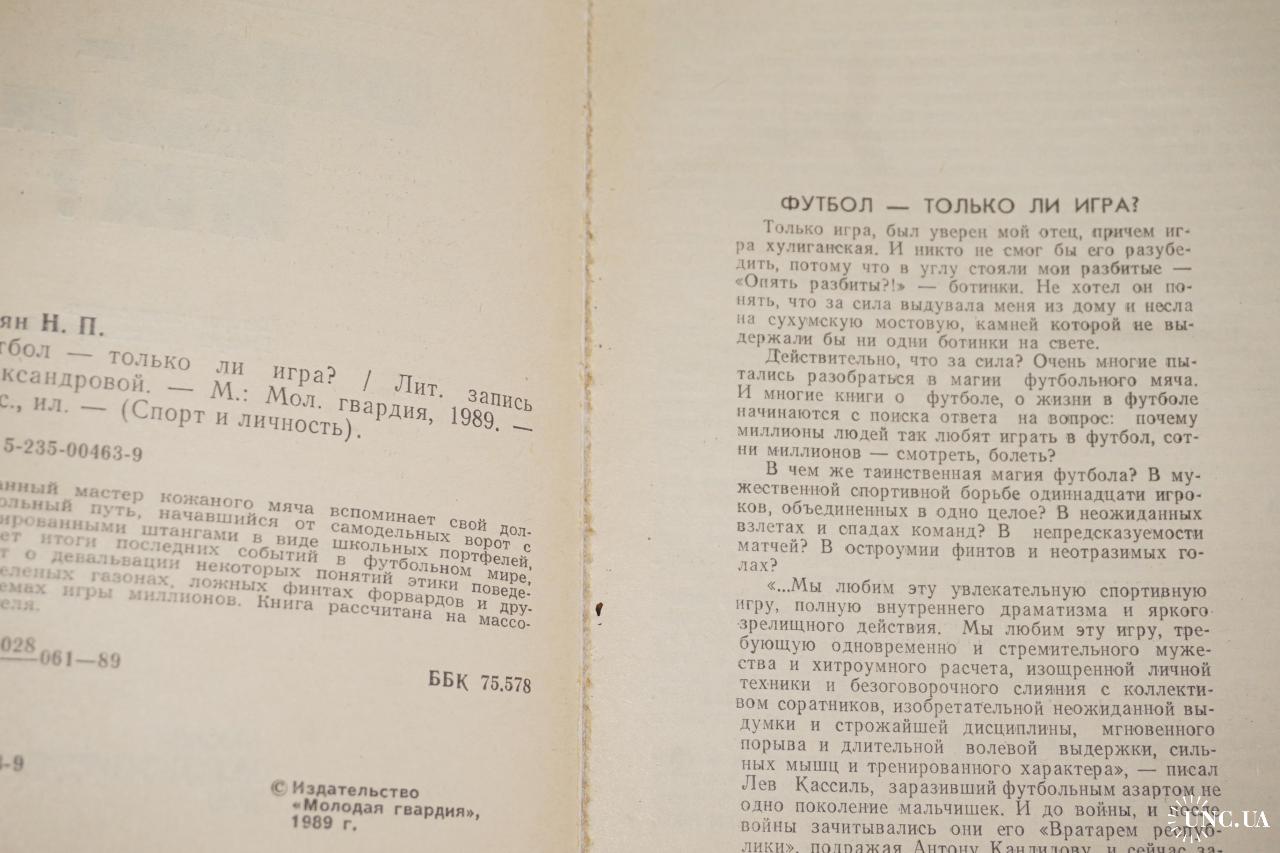 ян Н. П.
тбол — только ли игра? / Лит. запись
ксандровой. — М.: Мол. гвардия, 1989. —
с., ил. — (Спорт и личность).
5-235-00463-9
анный мастер кожаного мяча вспоминает свой дол-
ольный путь, начавшийся от самодельных ворот с
ированными штангами в виде школьных портфелей,
ет итоги последних событий в футбольном мире,
т о девальвации некоторых понятий этики поведе-
еленых газонах, ложных финтах форвардов и дру-
емах игры миллионов. Книга рассчитана на массо-
еля.
028
—061—89
ББК 75.578
-9
© Издательство
«Молодая гвардия»,
1989 г.
ФУТБОЛ — ТОЛЬКО ЛИ ИГРА?
Только игра, был уверен мой отец, причем иг-
ра хулиганская. И никто не смог бы его разубе-
дить, потому что в углу стояли мои разбитые —
«Опять разбиты?!» — ботинки. Не хотел он по-
нять, что за сила выдувала меня из дому и несла
на сухумскую мостовую, камней которой не вы-
держали бы ни одни ботинки на свете.
Действительно, что за сила? Очень многие пы-
тались разобраться в магии футбольного мяча.
И многие книги о футболе, о жизни в футболе
начинаются с поиска ответа на вопрос: почему
миллионы людей так любят играть в футбол, сот-
ни миллионов — смотреть, болеть?
В чем же таинственная магия футбола? В му-
жественной спортивной борьбе одиннадцати игро-
ков, объединенных в одно целое? В неожиданных
взлетах и спадах команд? В непредсказуемости
матчей? В остроумии финтов и неотразимых го-
лах?
«...Мы любим эту увлекательную спортивную
игру, полную внутреннего драматизма и яркого
зрелищного действия. Мы любим эту игру, тре-
бующую одновременно и стремительного муже-
ства и хитроумного расчета, изощренной личной
техники и безоговорочного слияния с коллекти-
вом соратников, изобретательной неожиданной вы-
думки и строжайшей дисциплины, мгновенного
порыва и длительной волевой выдержки, силь-
ных мышц и тренированного характера», — писал
Лев Кассиль, заразивший футбольным азартом не
одно поколение мальчишек. И до войны, и после
войны зачитывались они его «Вратарем респуб-
лики», подражая Антону Кандидову, и сейчас за-
UNC.UA